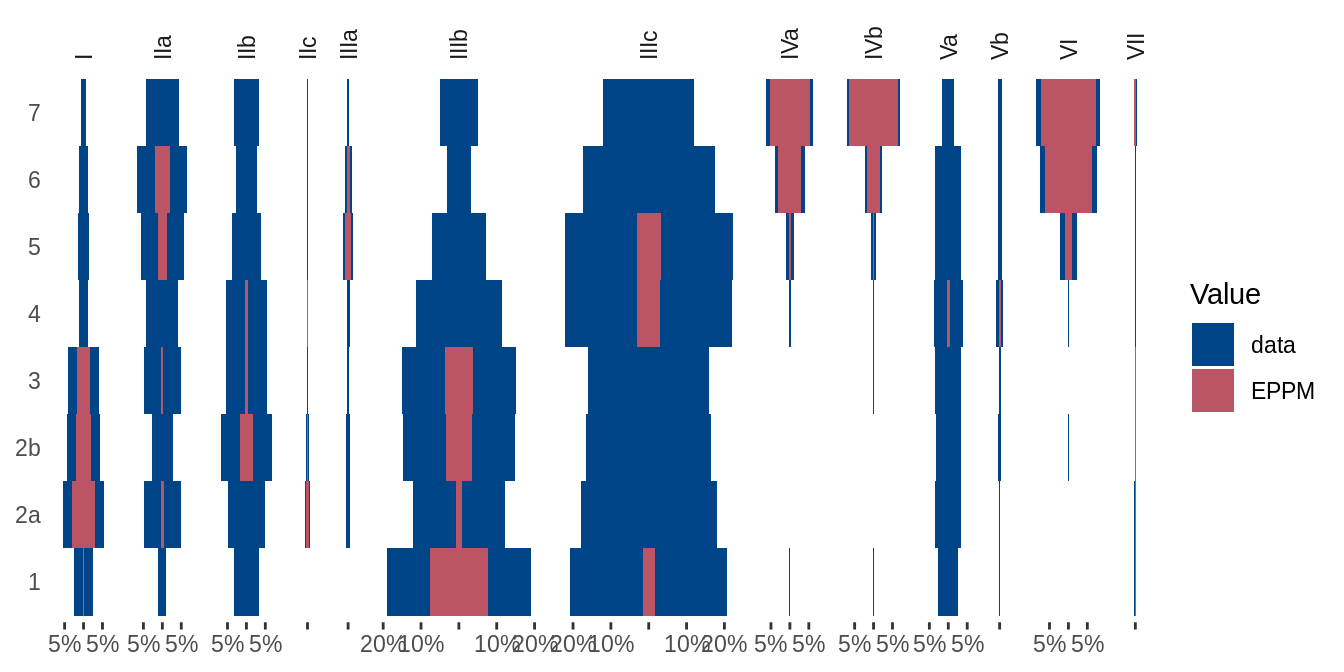 I IIa IIb IIc IIIa IIIb IIIc IVa IVb Va Vb VI VII
7
6
5
4
3
2b
2a
1
5% 5% 5% 5% 5% 5% 20% 10% 10% 20% 20% 10% 10% 20% 5% 5% 5% 5% 5% 5% 5% 5%
Value
data
EPPM